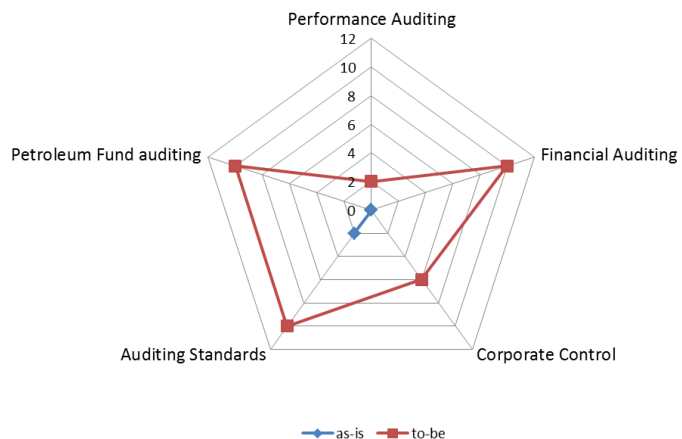 Performance Auditing
12
10
8
6
4
2
0
Petroleum Fund auditing
Financial Auditing
Auditing Standards
Corporate Control
as-is
to-be